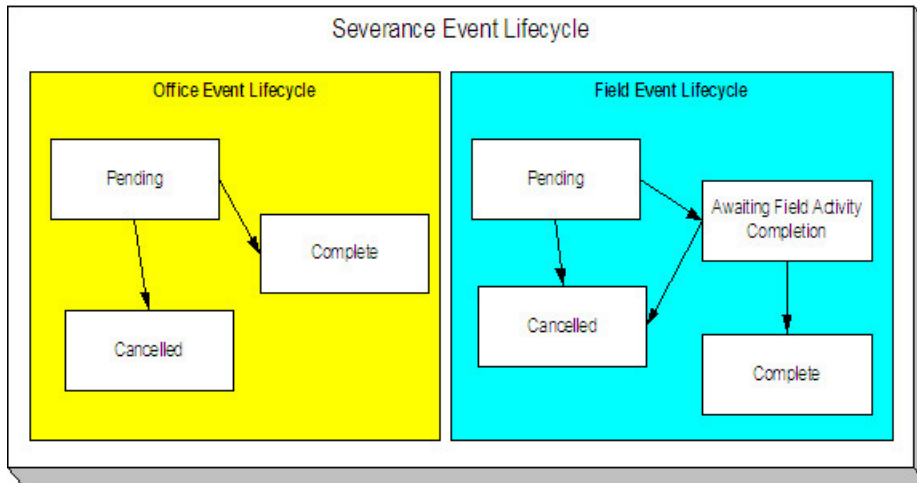 Severance Event Lifecycle
Office Event Lifecycle
Pending
Complete
Cancelled
Field Event Lifecycle
Pending
Awaiting Field Activity
Completion
Cancelled
Complete